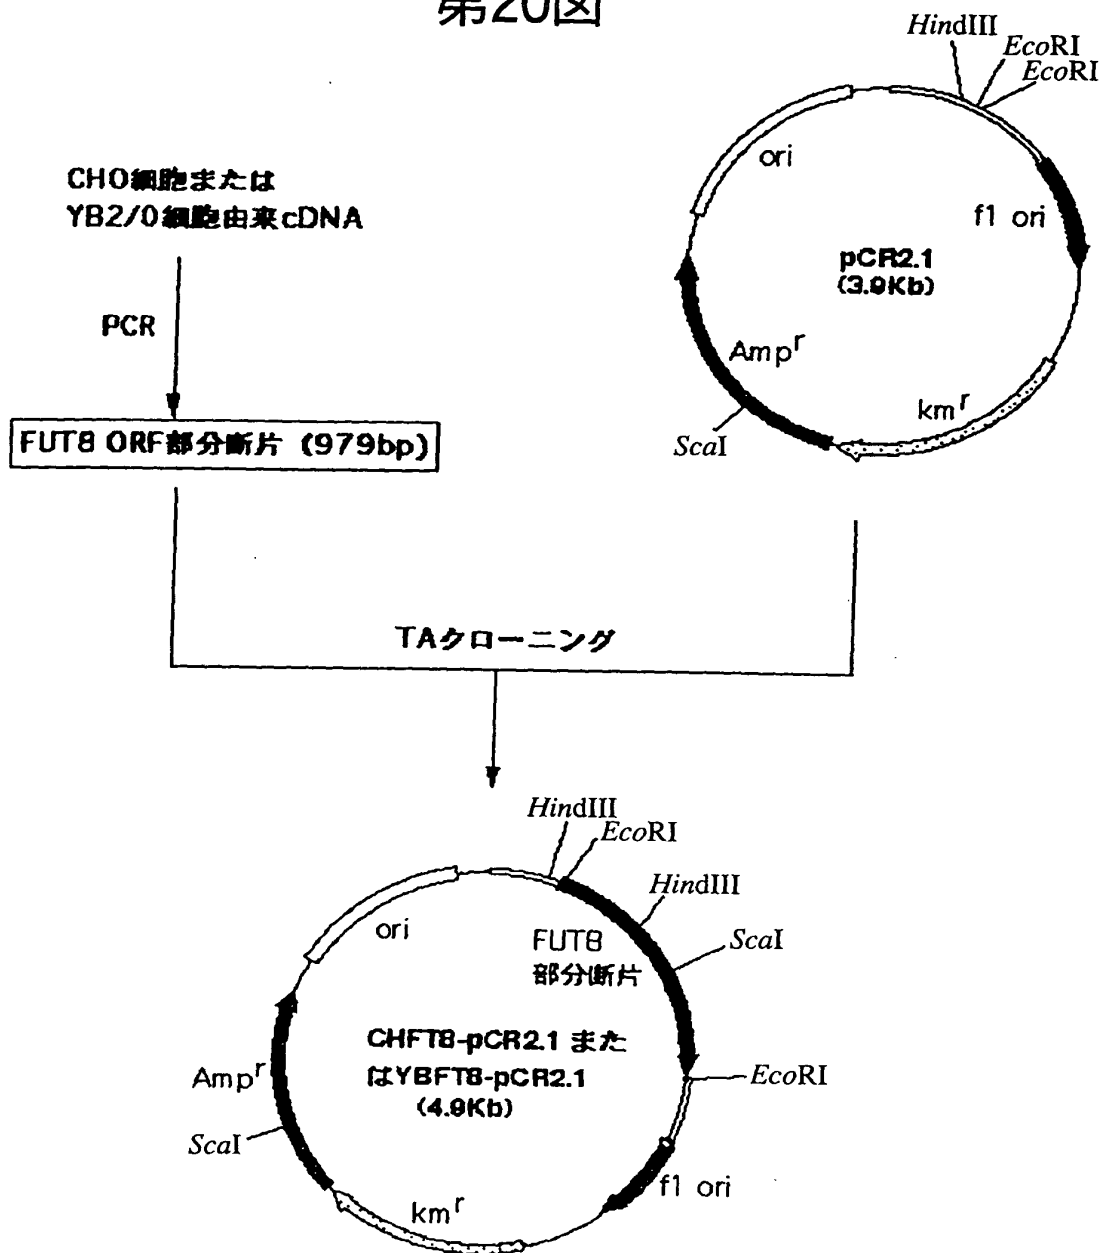 第20図
HindIII
EcoRI
EcoRI
CHO細胞または
YB2/0細胞由来cDNA
ori
f1 ori
pCR2.1
(3.9Kb)
PCR
Ampr
kmr
ScaI
FUT8 ORF部分断片 (979bp)
TAクローニング
HindIII
EcoRI
HindIII
ScaI
ori
FUT8
部分断片
CHFT8-pCR2.1 また
はYBFT8-pCR2.1
(4.9Kb)
EcoRI
Ampr
ScaI
f1 ori
kmr